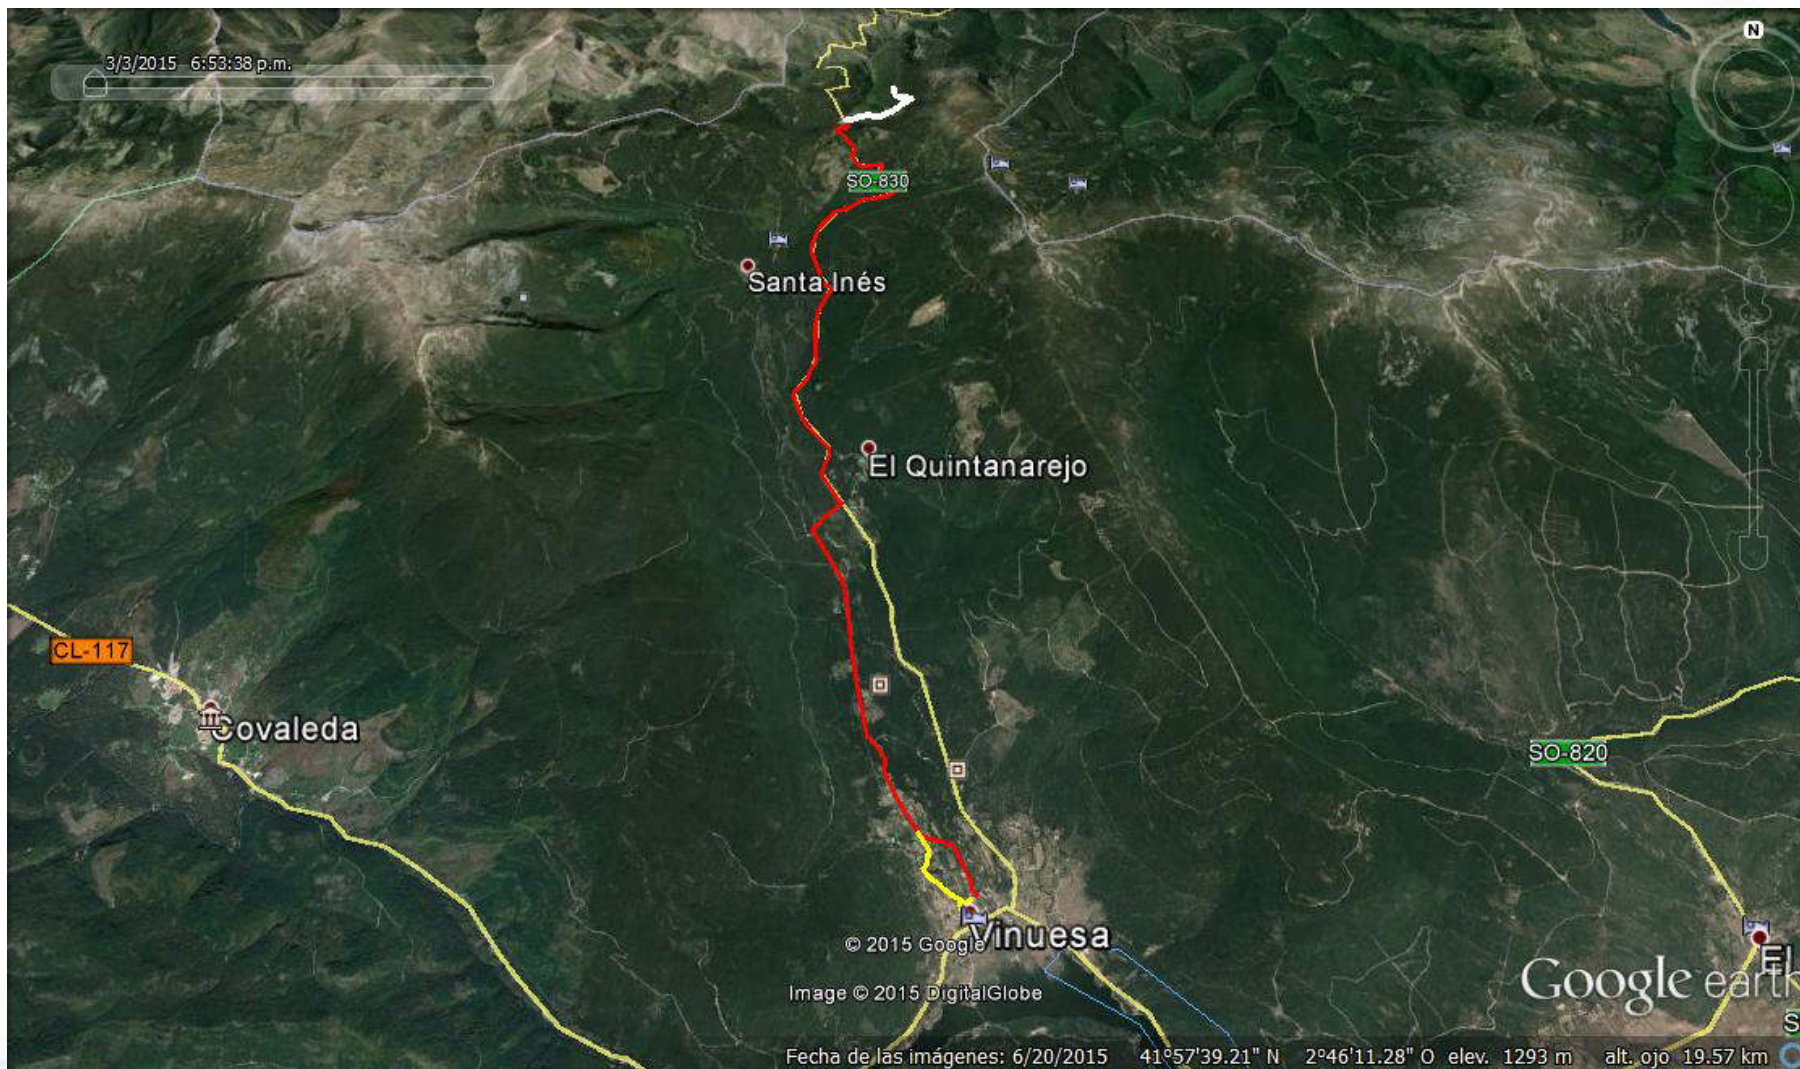 N
3/3/2015 6:53:38 p.m.
SO-830
Santa Inés
El Quintanarejo
CL-117
Covaleda
SO-820
Vinuesa
© 2015 Google
El
Image © 2015 DigitalGlobe
Google earth
S
Fecha de las imágenes: 6/20/2015 41°57'39.21" N 2°46'11.28" O elev. 1293 m alt. ojo 19.57 km